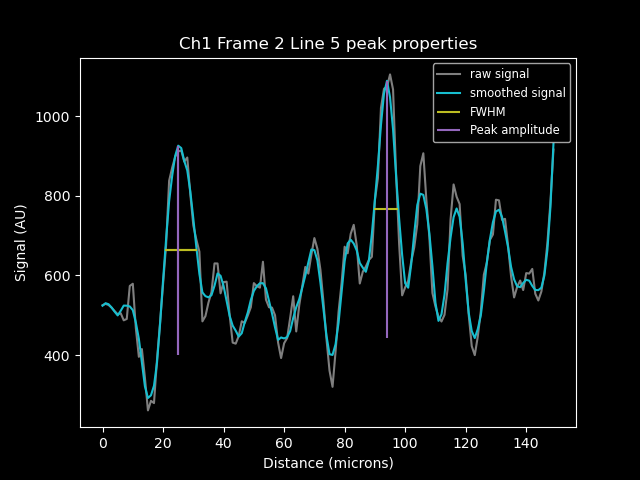 Ch1 Frame 2 Line 5 peak properties
raw signal
smoothed signal
FWHM
Peak amplitude
Signal (AU)
1000
800
600
400
0 20 40 60 80 100 120 140
Distance (microns)